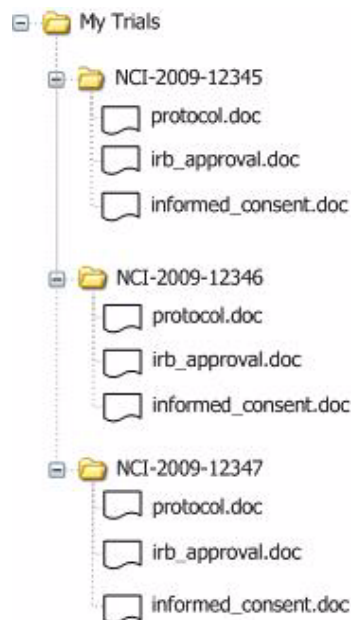 My Trials
NCI-2009-12345
protocol.doc
irb_approval.doc
informed_consent.doc
NCI-2009-12346
protocol.doc
irb_approval.doc
informed_consent.doc
NCI-2009-12347
protocol.doc
irb_approval.doc
informed_consent.doc